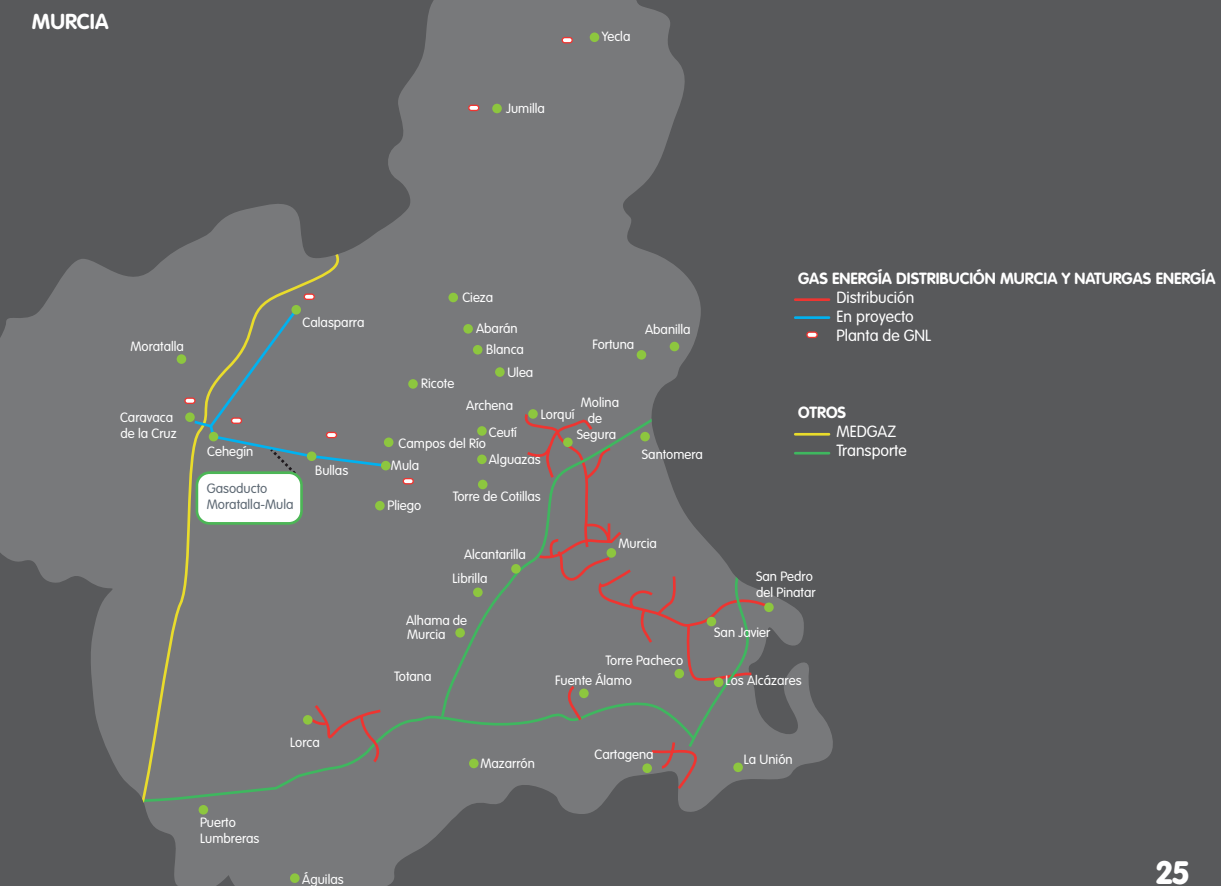 MURCIA
Yecla
Jumilla
GAS ENERGÍA DISTRIBUCIÓN MURCIA Y NATURGAS ENERGÍA
Distribución
En proyecto
Planta de GNL
OTROS
MEDGAZ
Transporte
Cieza
Calasparra
Abarán
Abanilla
Moratalla
Blanca
Fortuna
Ulea
Ricote
Archena
Molina
de
Segura
Lorquí
Caravaca
de la Cruz
Ceutí
Campos del Río
Cehegín
Santomera
Bullas
Mula
Alguazas
Gasoducto
Moratalla-Mula
Torre de Cotillas
Pliego
Murcia
Alcantarilla
Librilla
San Pedro
del Pinatar
Alhama de
Murcia
San Javier
Torre Pacheco
Totana
Fuente Álamo
Los Alcázares
Lorca
Cartagena
La Unión
Mazarrón
Puerto
Lumbreras
Águilas
25